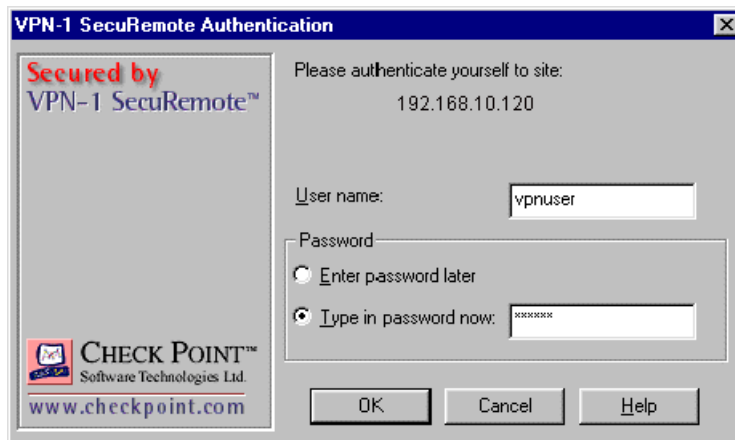 VPN-1 SecuRemote Authentication
Secured by
VPN-1 SecuRemote™
Please authenticate yourself to site:
192.168.10.120
User name:
vpnuser
Password
Enter password later
Type in password now:
******
CHECK POINT™
Software Technologies Ltd.
www.checkpoint.com
OK
Cancel
Help